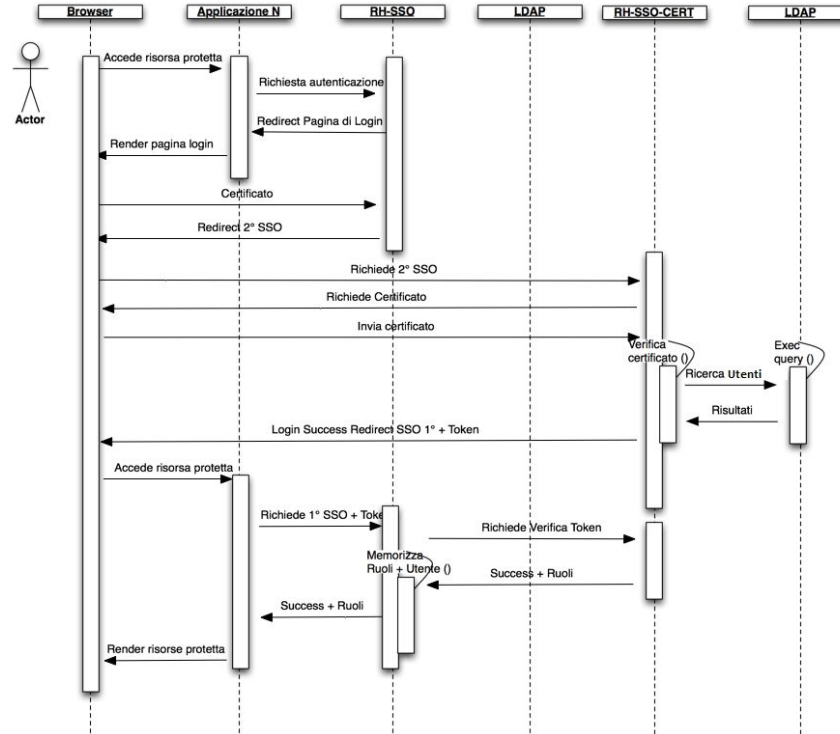 Browser
Applicazione N
RH-SSO
LDAP
RH-SSO-CERT
LDAP
Actor
Accede risorsa protetta
Richiesta autenticazione
Redirect Pagina di Login
Render pagina login
Certificato
Redirect 2° SSO
Richiede 2° SSO
Richiede Certificato
Invia certificato
Verifica
certificato ()
Exec
query ()
Ricerca Utenti
Risultati
Login Success Redirect SSO 1° + Token
Accede risorsa protetta
Richiede 1° SSO + Toke
Richiede Verifica Token
Memorizza
Ruoli + Utente ()
Success + Ruoli
Success + Ruoli
Render risorse protetta